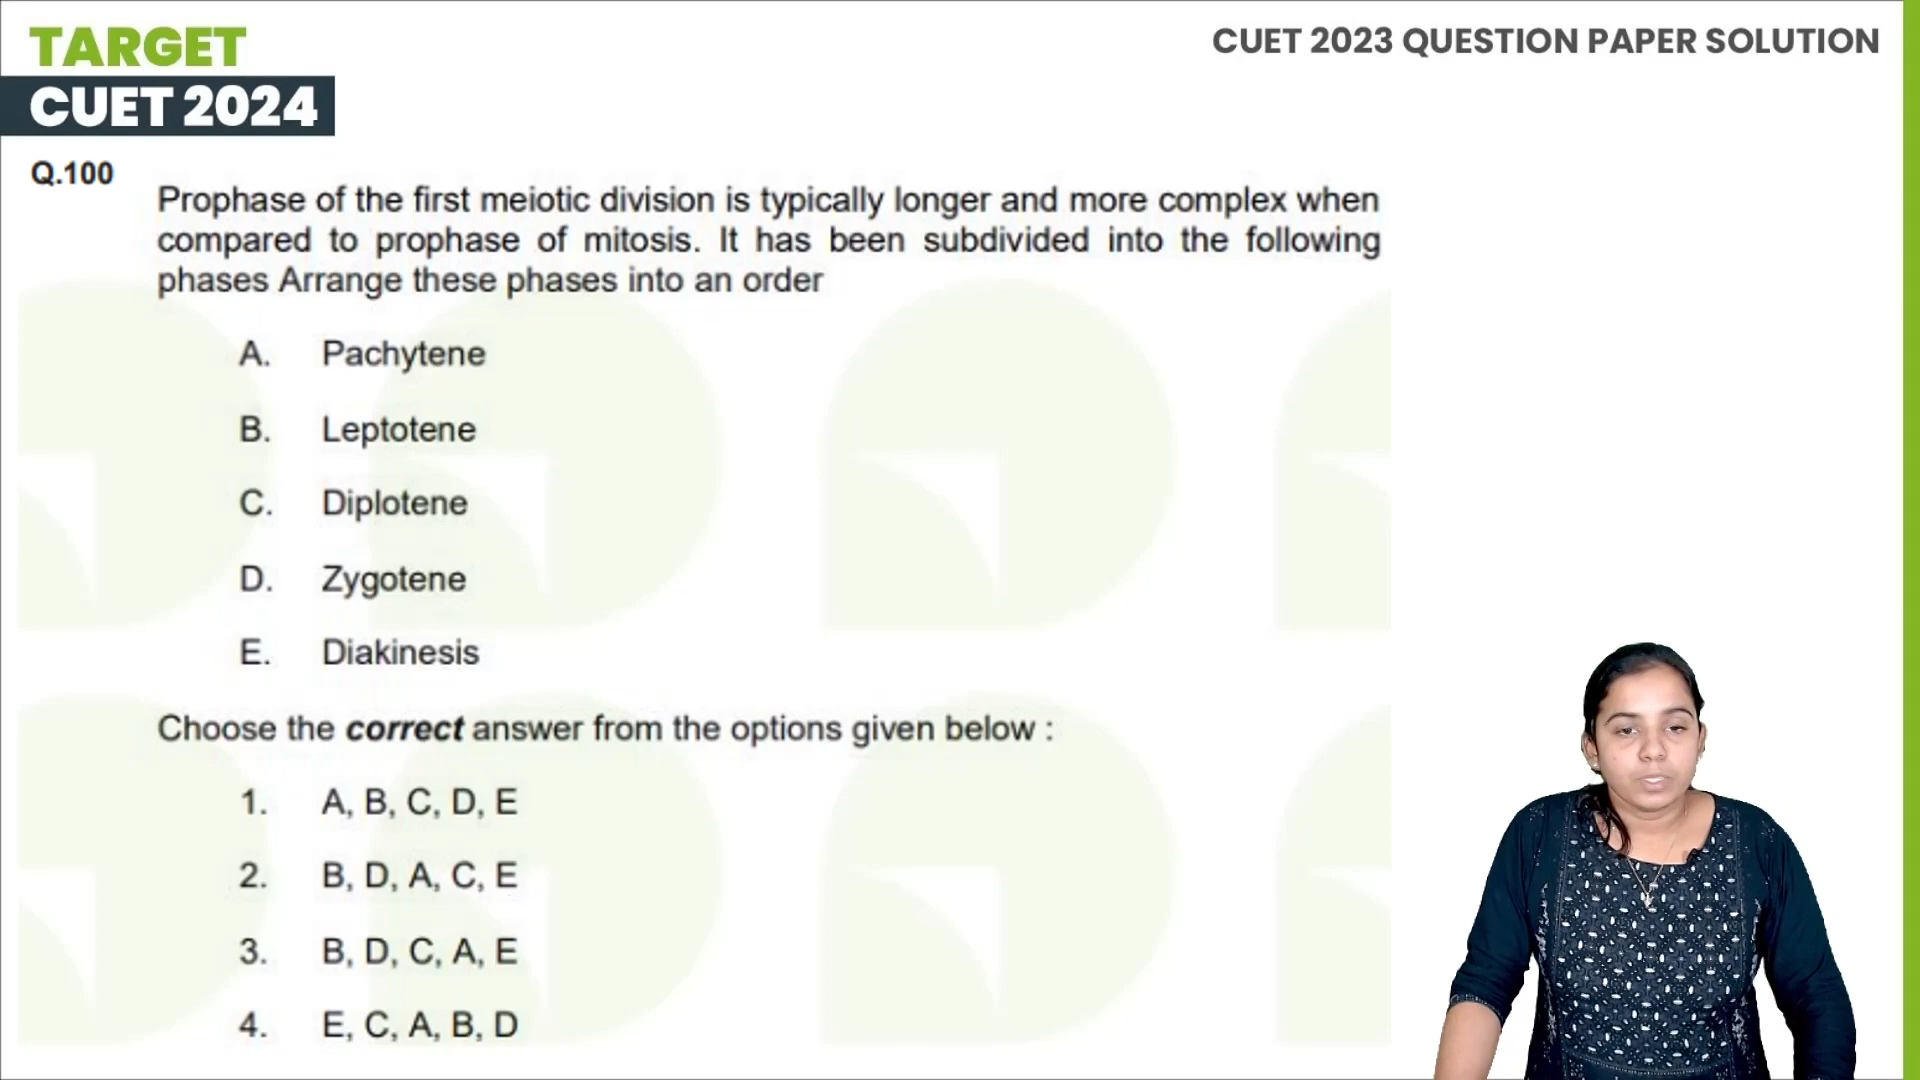 TARGET
CUET 2024
CUET 2023 QUESTION PAPER SOLUTION
Q.100
Prophase of the first meiotic division is typically longer and more complex when
compared to prophase of mitosis. It has been subdivided into the following
phases Arrange these phases into an order
A. Pachytene
B. Leptotene
C. Diplotene
D. Zygotene
E. Diakinesis
Choose the correct answer from the options given below :
1. A, B, C, D, E
2. B, D, A, C, E
3. B, D, C, A, E
4. E, C, A, B, D